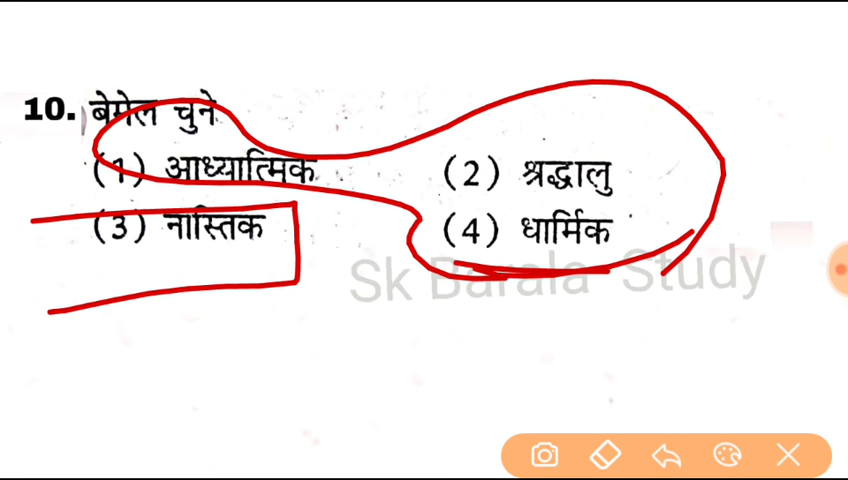 10. बेमेल चुने
(1) आध्यात्मिक (2) श्रद्धालु
(3) नास्तिक (4) धार्मिक
Sk Barala Study